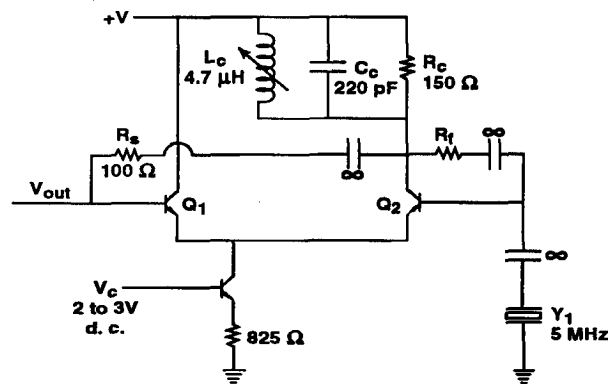 +V
Lc
4.7 μH
Cc
220 pF
Rc
150 Ω
Rs
100 Ω
∞
Rf
∞
Vout
Q1
Q2
∞
Vc
2 to 3V
d. c.
825 Ω
Y1
5 MHz